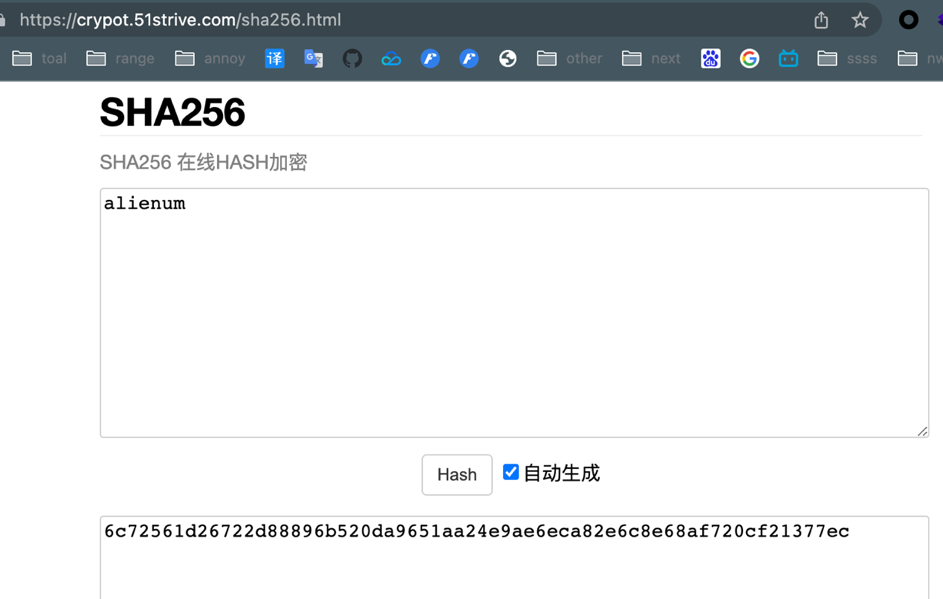 https://crypot.51strive.com/sha256.html
toal range annoy 译 other next du ssss
SHA256
SHA256 在线HASH加密
alienum
Hash 自动生成
6c72561d26722d88896b520da9651aa24e9ae6eca82e6c8e68af720cf21377ec